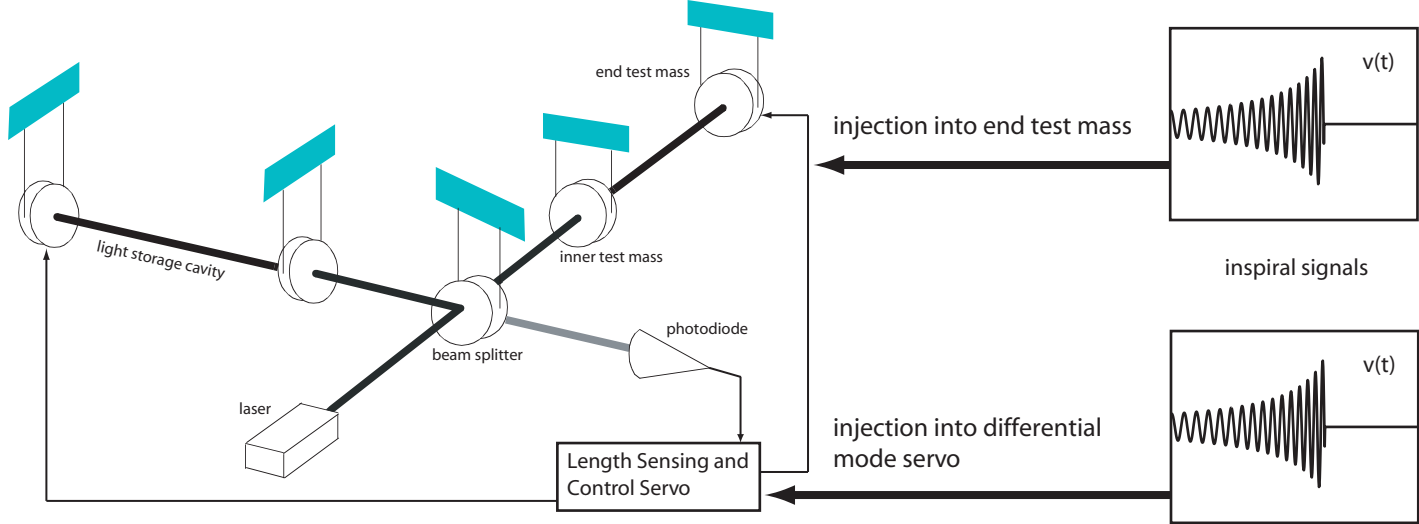 end test mass
v(t)
injection into end test mass
light storage cavity
inner test mass
inspiral signals
photodiode
beam splitter
v(t)
laser
injection into differential
mode servo
Length Sensing and
Control Servo